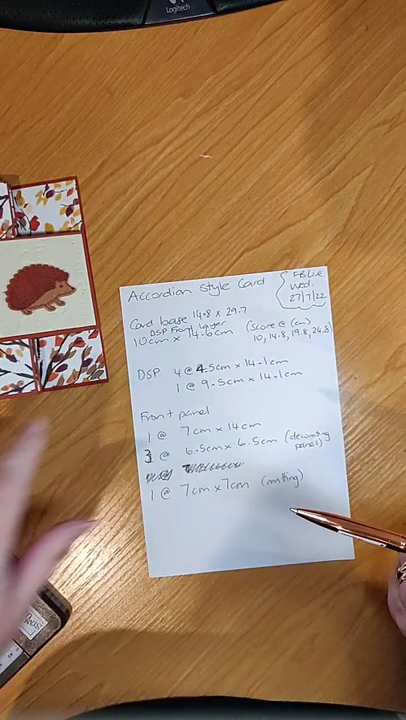 Logitech
Accordion Style Card
FB Live
Wed.
27/7/22
Card base 14.8 x 29.7
DSP Front Layer
10cm x 14.6cm
(Score @ (cm)
10, 14.8, 19.8, 24.8
DSP 4 @ 4.5cm x 14.1cm
1 @ 9.5cm x 14.1cm
Front panel
1 @ 7cm x 14cm
3 @ 6.5cm x 6.5cm (decorating
panel)
1 @ 7cm x 7cm (matting)